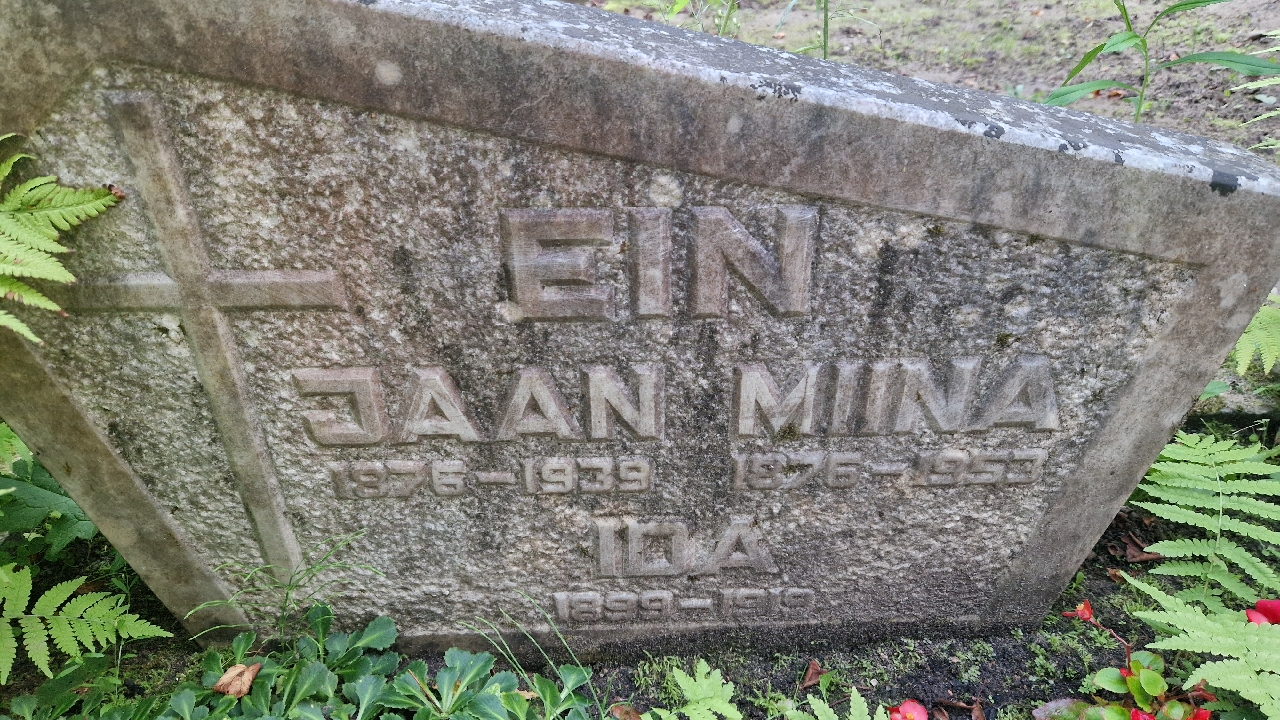 EIN
JAAN MIINA
1876-1939 1876-1953
IDA
1899-1919